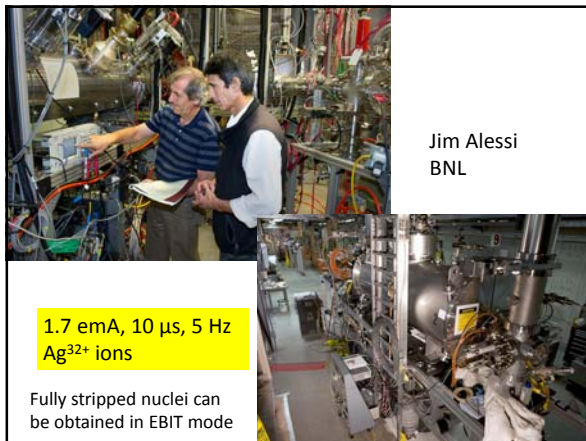 Jim Alessi
BNL
1.7 emA, 10 µs, 5 Hz
Ag³²⁺ ions
Fully stripped nuclei can
be obtained in EBIT mode